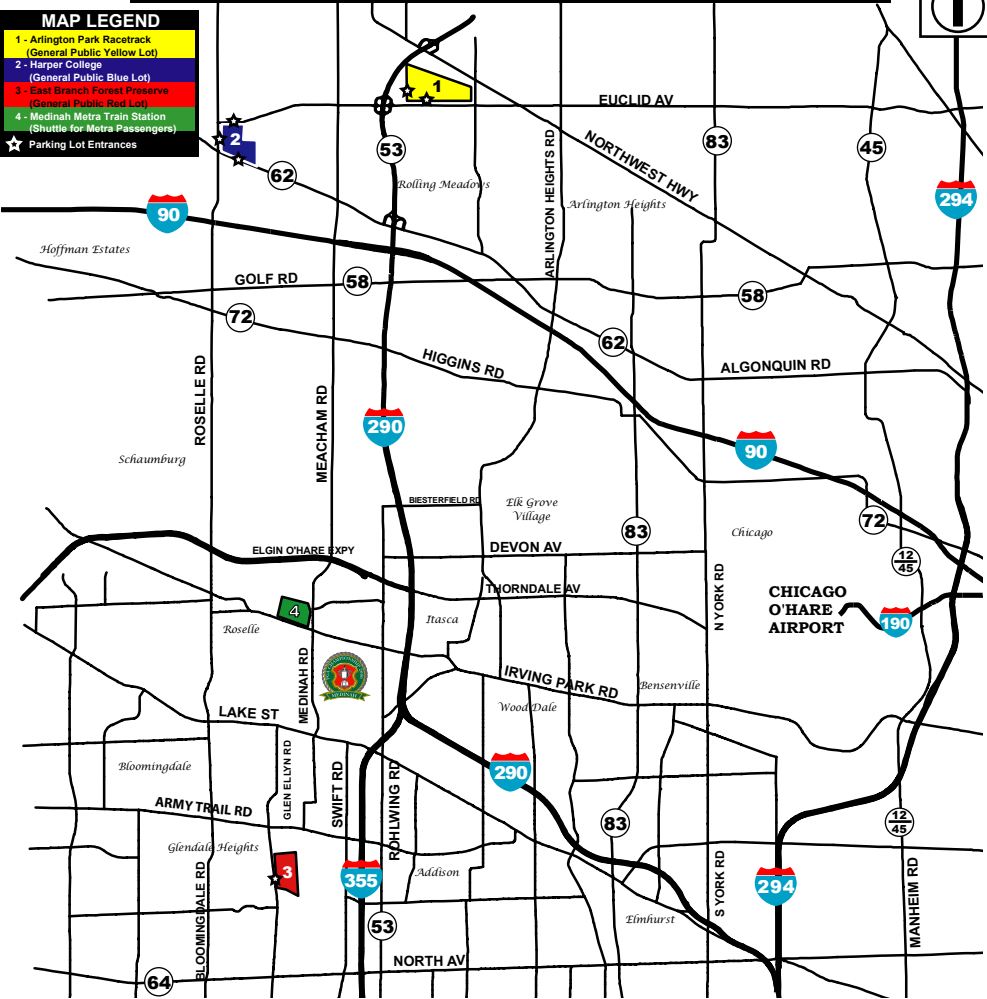 MAP LEGEND
1 - Arlington Park Racetrack
(General Public Yellow Lot)
2 - Harper College
(General Public Blue Lot)
3 - East Branch Forest Preserve
(General Public Red Lot)
4 - Medinah Metra Train Station
(Shuttle for Metra Passengers)
Parking Lot Entrances
1
EUCLID AV
2
53
83
45
NORTHWEST HWY
62
Rolling Meadows
ARLINGTON HEIGHTS RD
Arlington Heights
294
90
Hoffman Estates
GOLF RD
58
58
72
62
HIGGINS RD
ALGONQUIN RD
ROSELLE RD
MEACHAM RD
290
90
Schaumburg
BIESTERFIELD RD
Elk Grove
Village
83
Chicago
72
ELGIN O'HARE EXPY
DEVON AV
12
45
THORNDALE AV
N YORK RD
CHICAGO
O'HARE
AIRPORT
190
4
Roselle
Itasca
MEDINAH RD
MEDINAH
IRVING PARK RD
Bensenville
Wood Dale
LAKE ST
GLEN ELLYN RD
SWIFT RD
ROHLWING RD
Bloomingdale
290
ARMY TRAIL RD
83
12
45
Glendale Heights
3
355
Addison
S YORK RD
294
BLOOMINGDALE RD
MANHEIM RD
53
Elmhurst
NORTH AV
64